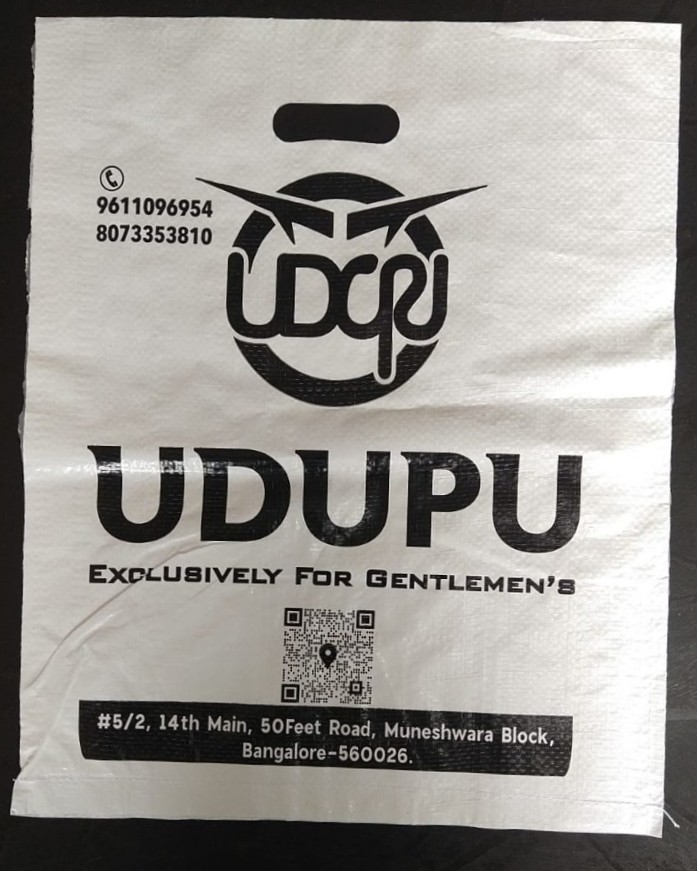 9611096954
8073353810
UDUPU
UDUPU
EXCLUSIVELY FOR GENTLEMEN'S
#5/2, 14th Main, 50Feet Road, Muneshwara Block,
Bangalore-560026.